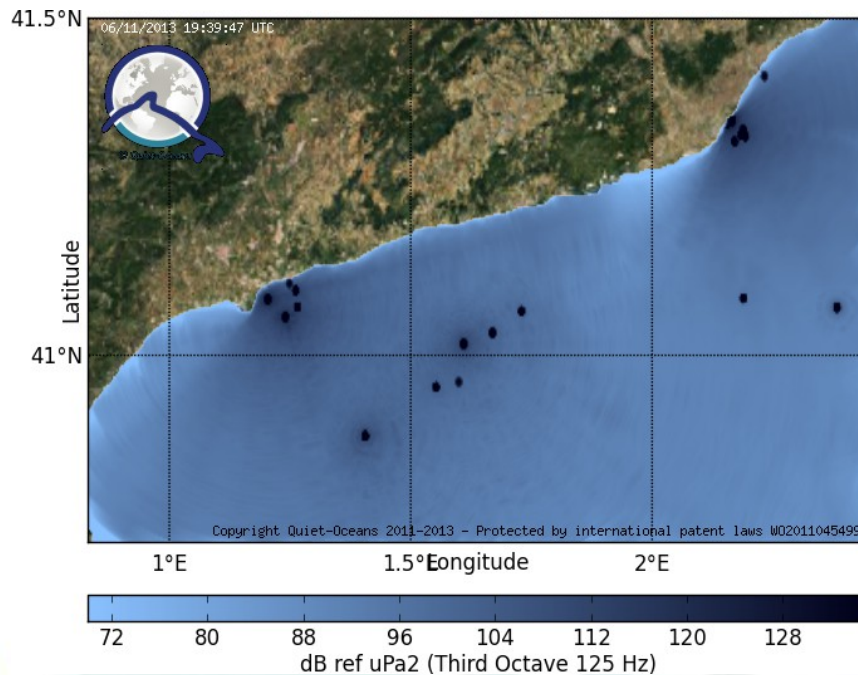 41.5°N
06/11/2013 19:39:47 UTC
© Quiet-Oceans
Latitude
41°N
Copyright Quiet-Oceans 2011-2013 - Protected by international patent laws WO2011045499
1°E
1.5°E
Longitude
2°E
72 80 88 96 104 112 120 128
dB ref uPa2 (Third Octave 125 Hz)